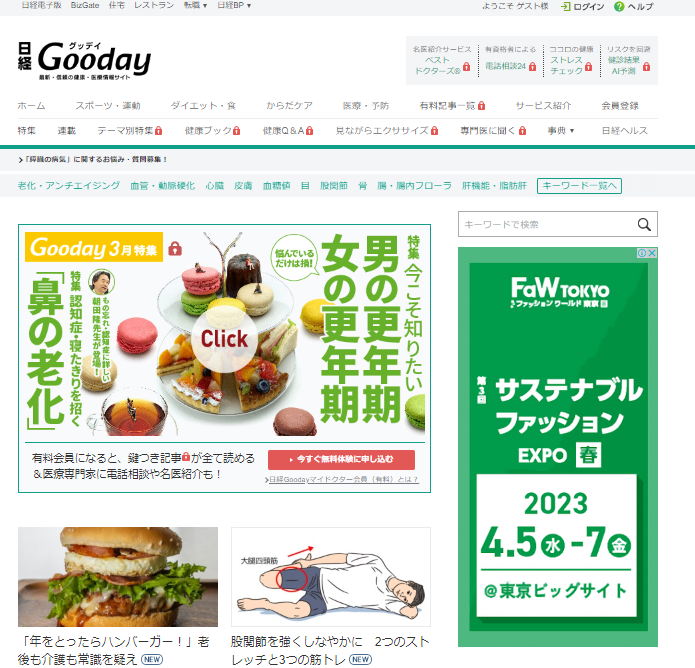 日経電子版 BizGate 住宅 レストラン 転職▼ 日経BP▼ ようこそ ゲスト様 ログイン ? ヘルプ
日経 Gooday グッデイ
最新・信頼の健康・医療情報サイト
名医紹介サービス
ベスト
ドクターズ®
有資格者による
電話相談24
ココロの健康
ストレス
チェック
リスクを回避
健診結果
AI予測
ホーム スポーツ・運動 ダイエット・食 からだケア 医療・予防 有料記事一覧 サービス紹介 会員登録
特集 連載 テーマ別特集 健康ブック 健康Q&A 見ながらエクササイズ 専門医に聞く 事典▼ 日経ヘルス
「膵臓の病気」に関するお悩み・質問募集!
老化・アンチエイジング 血管・動脈硬化 心臓 皮膚 血糖値 目 股関節 骨 腸・腸内フローラ 肝機能・脂肪肝 キーワード一覧へ
キーワードで検索
Gooday 3月特集
特集 今こそ知りたい
男の更年期
女の更年期
悩んでいる
だけは損!
もの忘れ・認知症に詳しい
朝田隆先生が登場!
特集 認知症・寝たきりを招く
「鼻の老化」
Click
有料会員になると、鍵つき記事が全て読める
&医療専門家に電話相談や名医紹介も!
今すぐ無料体験に申し込む
日経Goodayマイドクター会員(有料)とは?
FaW TOKYO
ファッション ワールド 東京 春
第3回
サステナブル
ファッション
EXPO 春
2023
4.5水-7金
@東京ビッグサイト
「年をとったらハンバーガー!」老
後も介護も常識を疑え NEW
大腿四頭筋
股関節を強くしなやかに 2つのスト
レッチと3つの筋トレ NEW